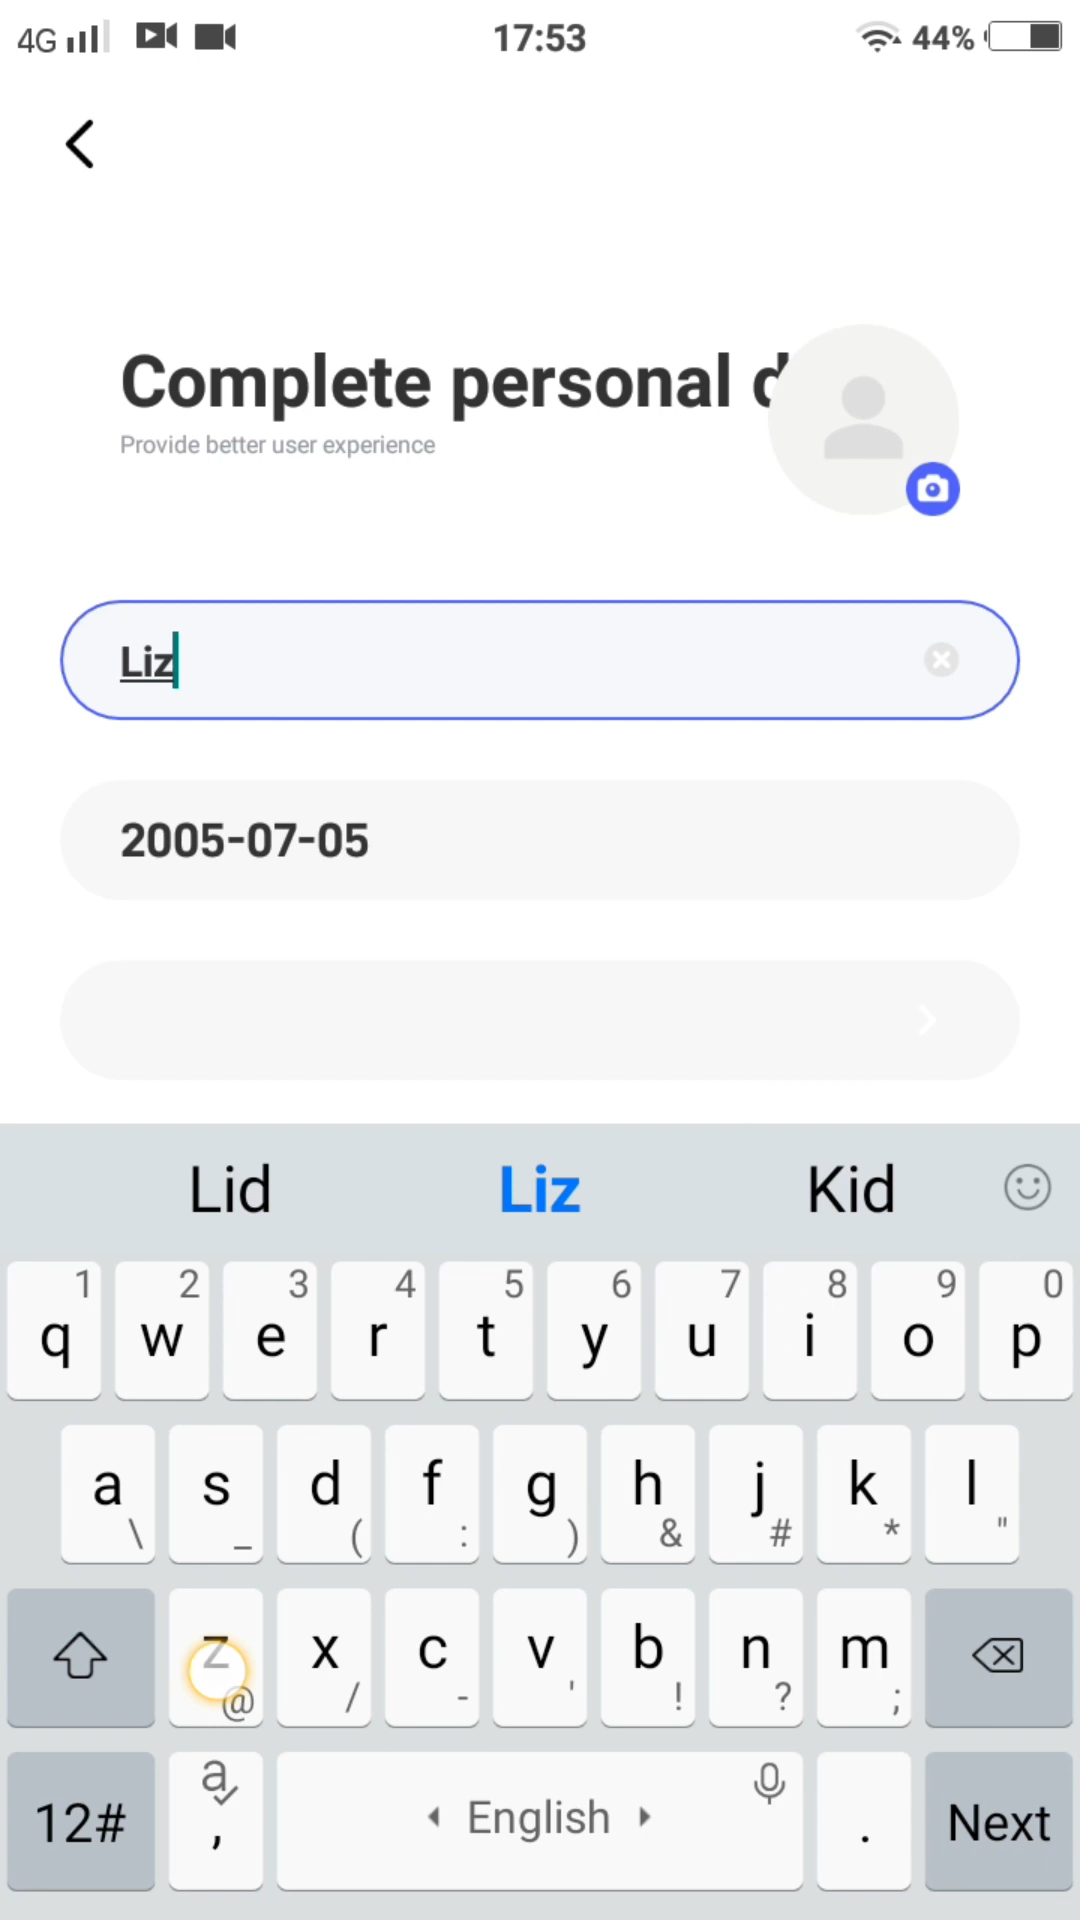 4G 17:53 44%
Complete personal d
Provide better user experience
Liz
2005-07-05
Lid Liz Kid
1 2 3 4 5 6 7 8 9 0
q w e r t y u i o p
a s d f g h j k l
\ _ ( : ) & # * "
z x c v b n m
@ / - ' ! ? ;
12# a , English . Next